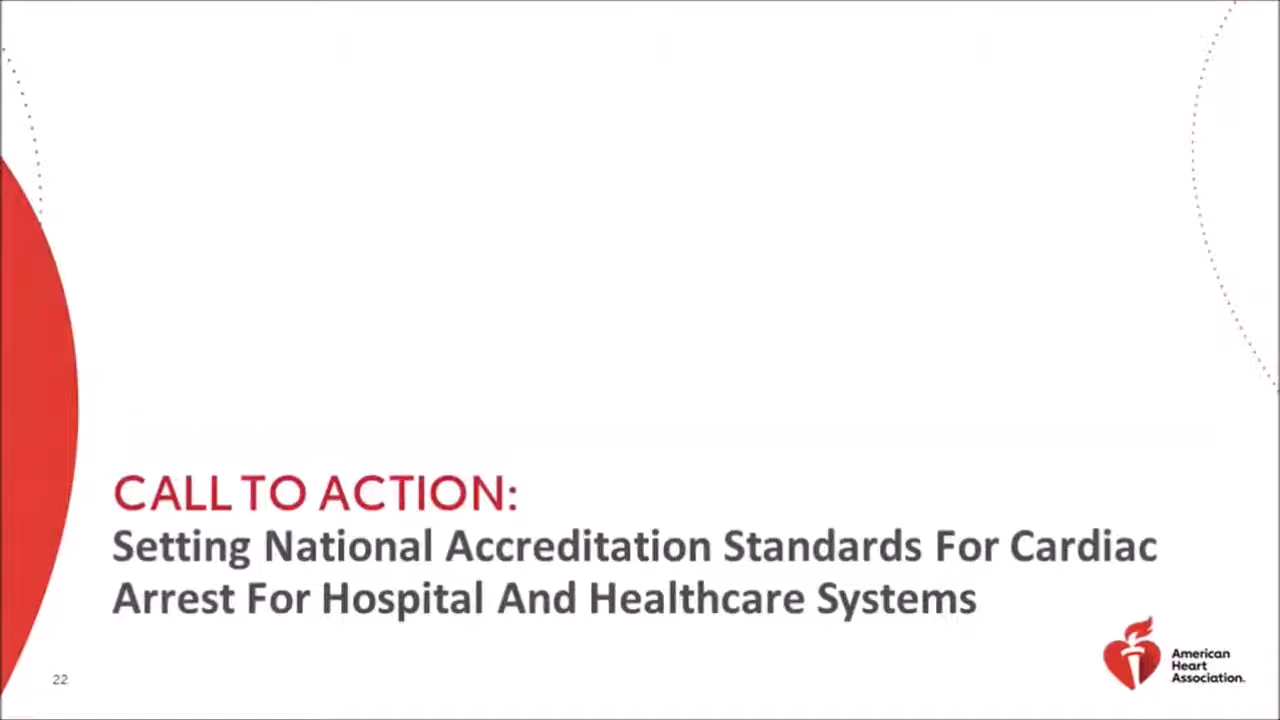 CALL TO ACTION:
Setting National Accreditation Standards For Cardiac
Arrest For Hospital And Healthcare Systems
22
American
Heart
Association.